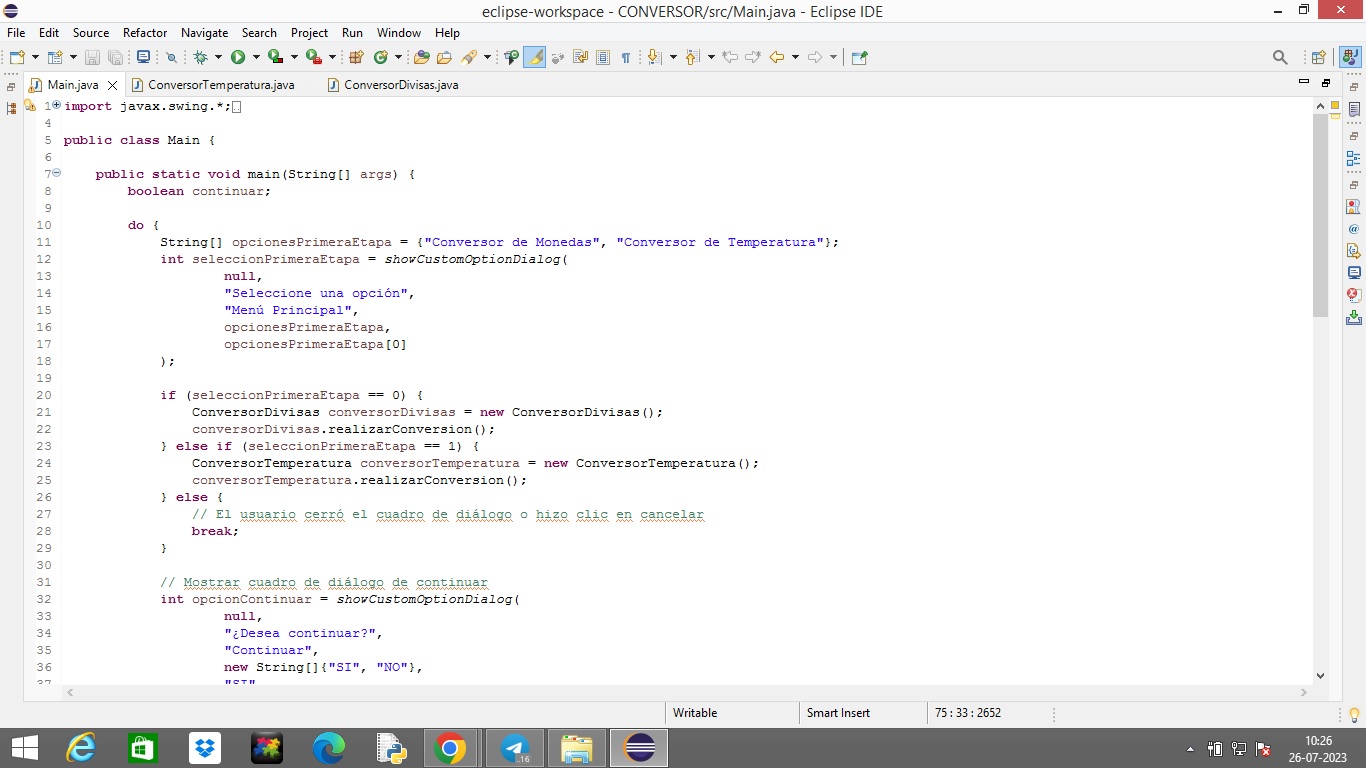 eclipse-workspace - CONVERSOR/src/Main.java - Eclipse IDE
File Edit Source Refactor Navigate Search Project Run Window Help
Main.java ConversorTemperatura.java ConversorDivisas.java
1 import javax.swing.*;
4
5 public class Main {
6
7 public static void main(String[] args) {
8 boolean continuar;
9
10 do {
11 String[] opcionesPrimeraEtapa = {"Conversor de Monedas", "Conversor de Temperatura"};
12 int seleccionPrimeraEtapa = showCustomOptionDialog(
13 null,
14 "Seleccione una opción",
15 "Menú Principal",
16 opcionesPrimeraEtapa,
17 opcionesPrimeraEtapa[0]
18 );
19
20 if (seleccionPrimeraEtapa == 0) {
21 ConversorDivisas conversorDivisas = new ConversorDivisas();
22 conversorDivisas.realizarConversion();
23 } else if (seleccionPrimeraEtapa == 1) {
24 ConversorTemperatura conversorTemperatura = new ConversorTemperatura();
25 conversorTemperatura.realizarConversion();
26 } else {
27 // El usuario cerró el cuadro de diálogo o hizo clic en cancelar
28 break;
29 }
30
31 // Mostrar cuadro de diálogo de continuar
32 int opcionContinuar = showCustomOptionDialog(
33 null,
34 "¿Desea continuar?",
35 "Continuar",
36 new String[]{"SI", "NO"},
37 "SI"
Writable Smart Insert 75 : 33 : 2652
..16
10:26
26-07-2023